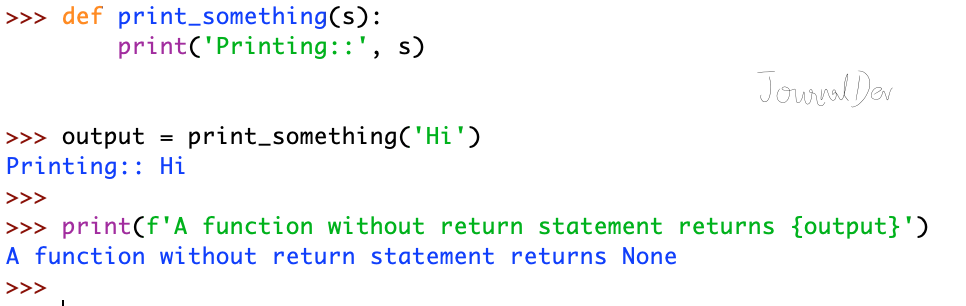 >>> def print_something(s):
        print('Printing::', s)
JournalDev
>>> output = print_something('Hi')
Printing:: Hi
>>>
>>> print(f'A function without return statement returns {output}')
A function without return statement returns None
>>>